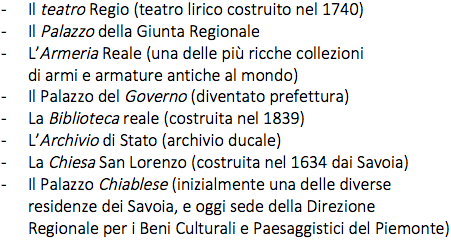 - Il teatro Regio (teatro lirico costruito nel 1740)
- Il Palazzo della Giunta Regionale
- L’Armeria Reale (una delle più ricche collezioni
di armi e armature antiche al mondo)
- Il Palazzo del Governo (diventato prefettura)
- La Biblioteca reale (costruita nel 1839)
- L’Archivio di Stato (archivio ducale)
- La Chiesa San Lorenzo (costruita nel 1634 dai Savoia)
- Il Palazzo Chiablese (inizialmente una delle diverse
residenze dei Savoia, e oggi sede della Direzione
Regionale per i Beni Culturali e Paesaggistici del Piemonte)